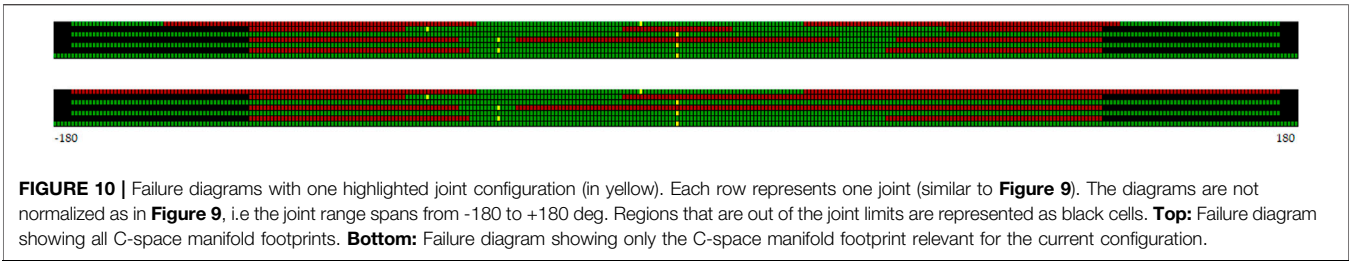 -180
180
FIGURE 10 | Failure diagrams with one highlighted joint configuration (in yellow). Each row represents one joint (similar to Figure 9). The diagrams are not
normalized as in Figure 9, i.e the joint range spans from -180 to +180 deg. Regions that are out of the joint limits are represented as black cells. Top: Failure diagram
showing all C-space manifold footprints. Bottom: Failure diagram showing only the C-space manifold footprint relevant for the current configuration.